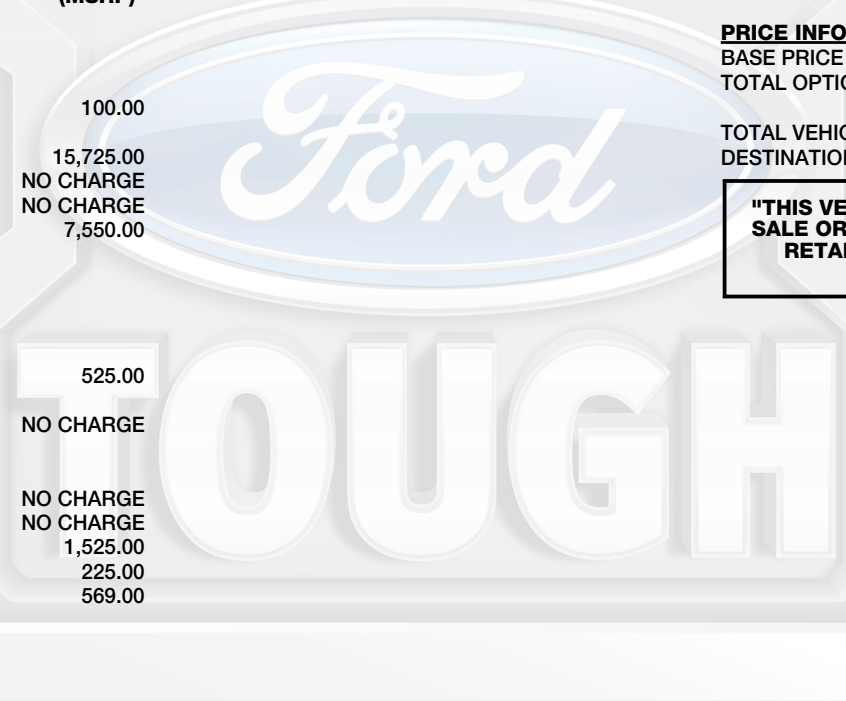 (MSRP)
100.00
15,725.00
NO CHARGE
NO CHARGE
7,550.00
525.00
NO CHARGE
NO CHARGE
NO CHARGE
1,525.00
225.00
569.00
Ford
TOUGH
PRICE INFO
BASE PRICE
TOTAL OPTIO
TOTAL VEHIC
DESTINATION
"THIS VE
SALE OR
RETAI